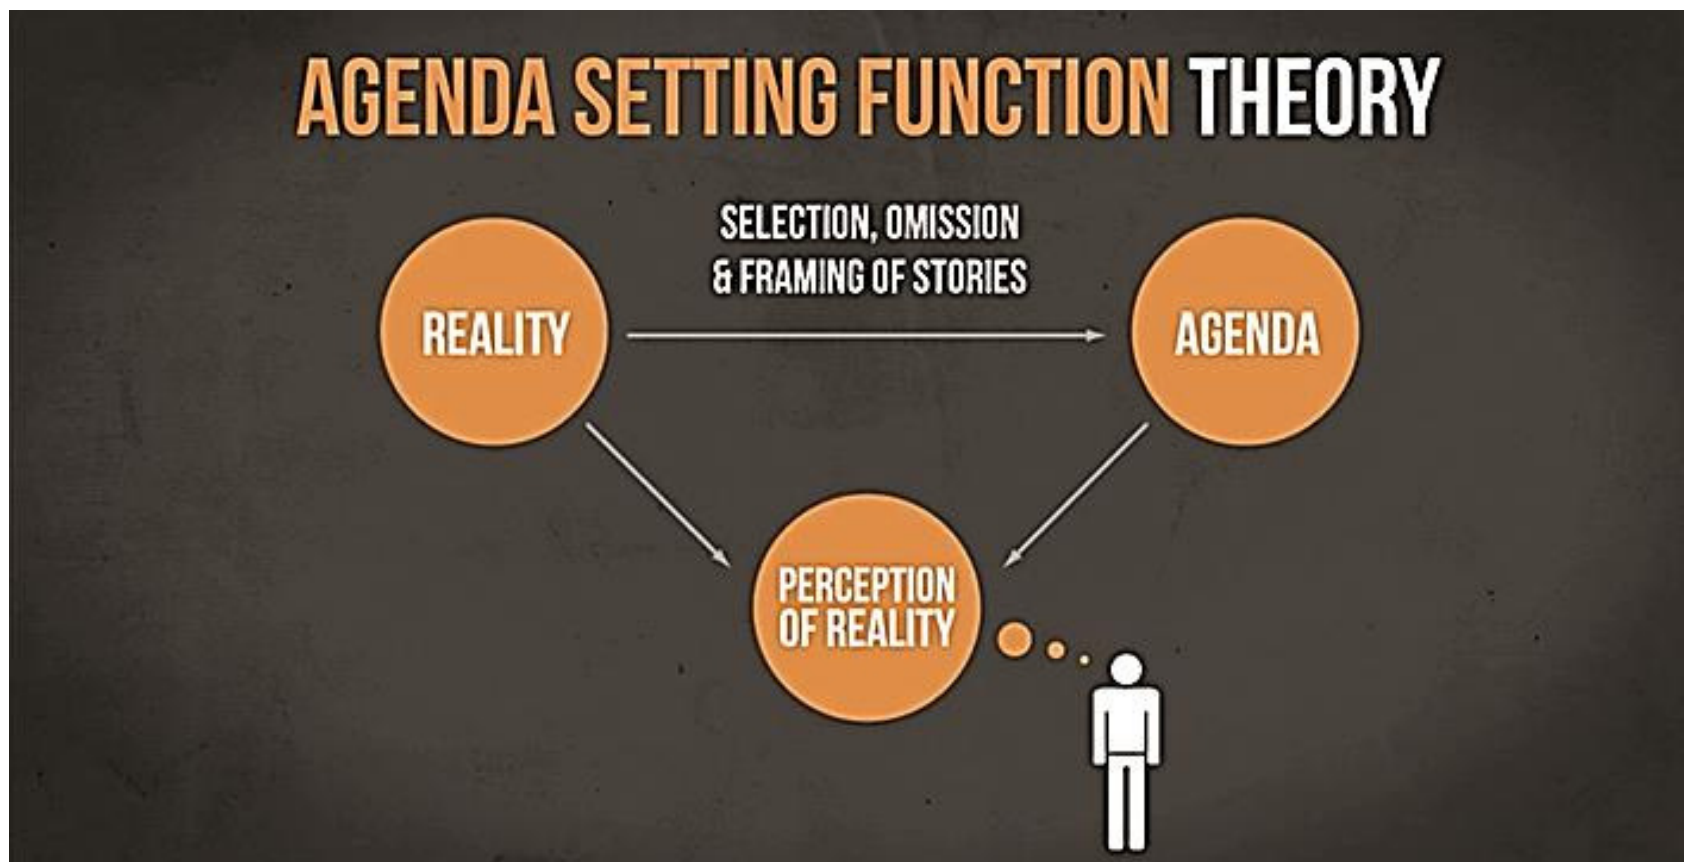 AGENDA SETTING FUNCTION THEORY
SELECTION, OMISSION
& FRAMING OF STORIES
REALITY
AGENDA
PERCEPTION
OF REALITY